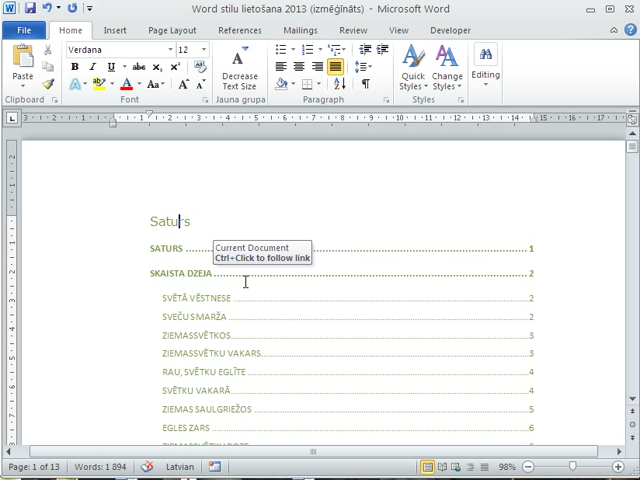 Word stilu lietošana 2013 (izmēģināts) - Microsoft Word
File Home Insert Page Layout References Mailings Review View Developer
Verdana 12
Paste
Decrease Text Size
Quick Styles
Change Styles
Editing
Clipboard Font Jauna grupa Paragraph Styles
Saturs
SATURS 1
Current Document
Ctrl+Click to follow link
SKAISTA DZEJA 2
SVĒTĀ VĒSTNESE 2
SVEČUSMARŽA 2
ZIEMASSVĒTKOS 3
ZIEMASSVĒTKU VAKARS 3
RAU, SVĒTKU EGLĪTE 4
SVĒTKU VAKARĀ 4
ZIEMAS SAULGRIEŽOS 5
EGLES ZARS 6
Page: 1 of 13 Words: 1 894 Latvian 98%